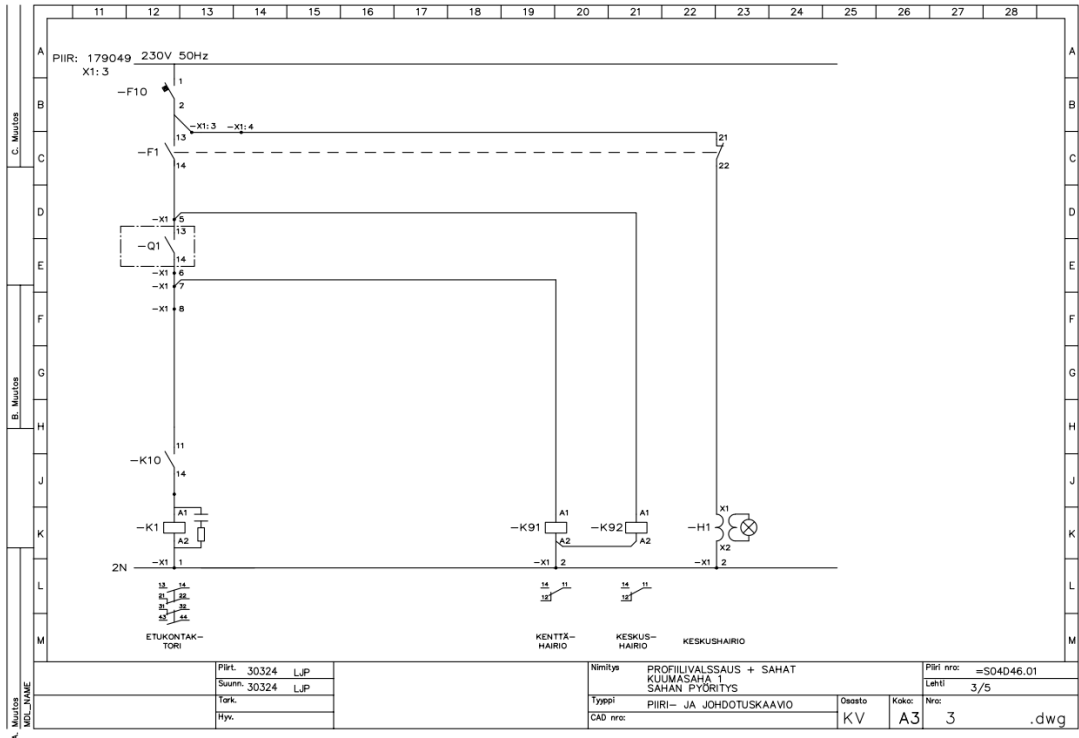 11 12 13 14 15 16 17 18 19 20 21 22 23 24 25 26 27 28
A
PIIR: 179049 230V 50Hz
X1:3
A
1
-F10
B
2
B
-X1:3 -X1:4
13
21
C. Muutos
C
-F1
C
14
22
D
-X1 5
D
13
-Q1
E
14
E
-X1 6
-X1 7
-X1 8
F
F
G
G
B. Muutos
H
H
11
-K10
14
J
J
A1
A1
A1
X1
K
-K1
-K91
-K92
-H1
K
A2
A2
A2
X2
2N
-X1 1
-X1 2
-X1 2
L
13 14
14 11
14 11
L
21 22
12
12
31 32
43 44
M
ETUKONTAK-
TORI
KENTTÄ-
HAIRIO
KESKUS-
HAIRIO
KESKUSHAIRIO
M
A. Muutos
MDL_NAME
Piirt. 30324 LJP
Suunn. 30324 LJP
Tark.
Hyv.
Nimitys PROFIILIVALSSAUS + SAHAT
KUUMASAHA 1
SAHAN PYÖRITYS
Tyyppi PIIRI- JA JOHDOTUSKAAVIO
CAD nro:
Osasto
KV
Koko:
A3
Piiri nro: =S04D46.01
Lehti 3/5
Nro:
3 .dwg